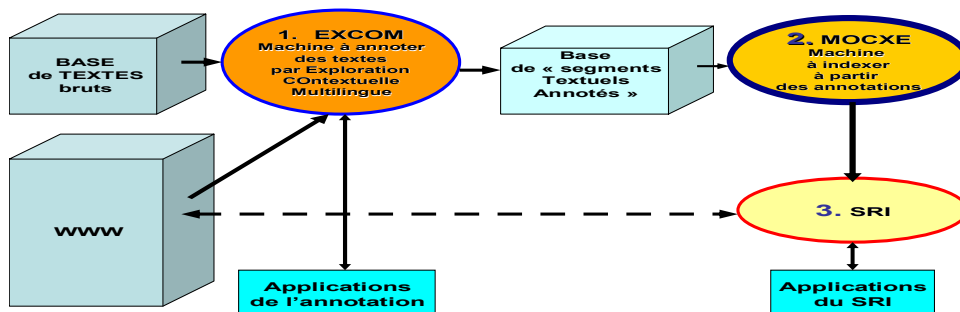 BASE
de TEXTES
bruts
1. EXCOM
Machine à annoter
des textes
par Exploration
COntextuelle
Multilingue
Base
de « segments
Textuels
Annotés »
2. MOCXE
Machine
à indexer
à partir
des annotations
www
3. SRI
Applications
de l’annotation
Applications
du SRI